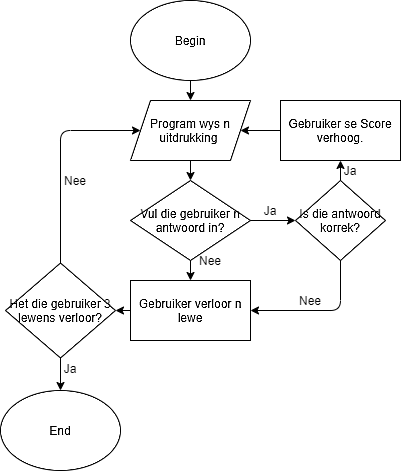 Begin
Program wys n
uitdrukking
Gebruiker se Score
verhoog.
Nee
Ja
Vul die gebruiker n
antwoord in?
Ja
Is die antwoord
korrek?
Nee
Het die gebruiker 3
lewens verloor?
Gebruiker verloor n
lewe
Nee
Ja
End